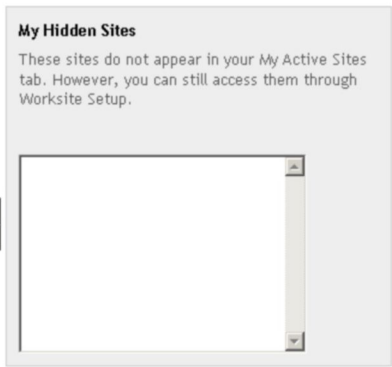 My Hidden Sites
These sites do not appear in your My Active Sites
tab. However, you can still access them through
Worksite Setup.